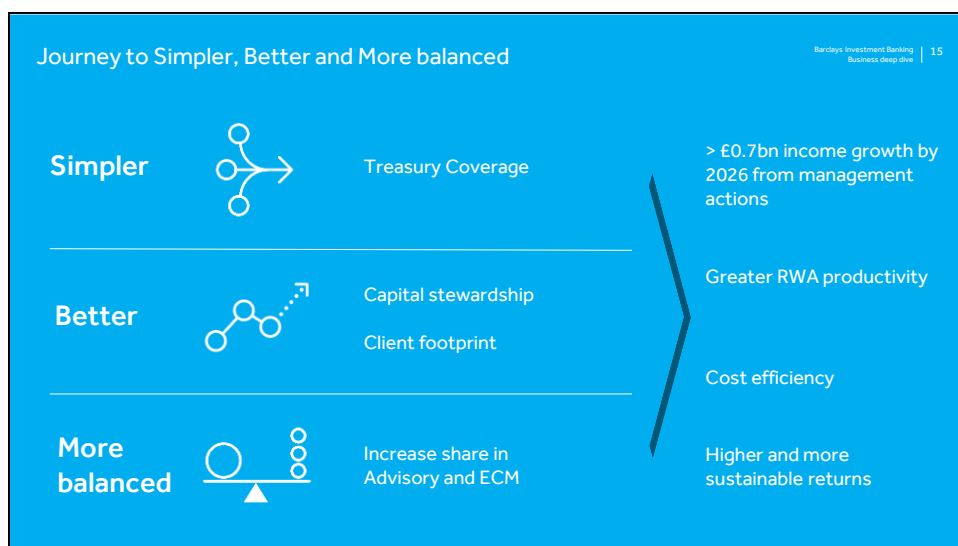 Journey to Simpler, Better and More balanced
Barclays Investment Banking
Business deep dive
15
Simpler
Treasury Coverage
Better
Capital stewardship
Client footprint
More
balanced
Increase share in
Advisory and ECM
> £0.7bn income growth by
2026 from management
actions
Greater RWA productivity
Cost efficiency
Higher and more
sustainable returns